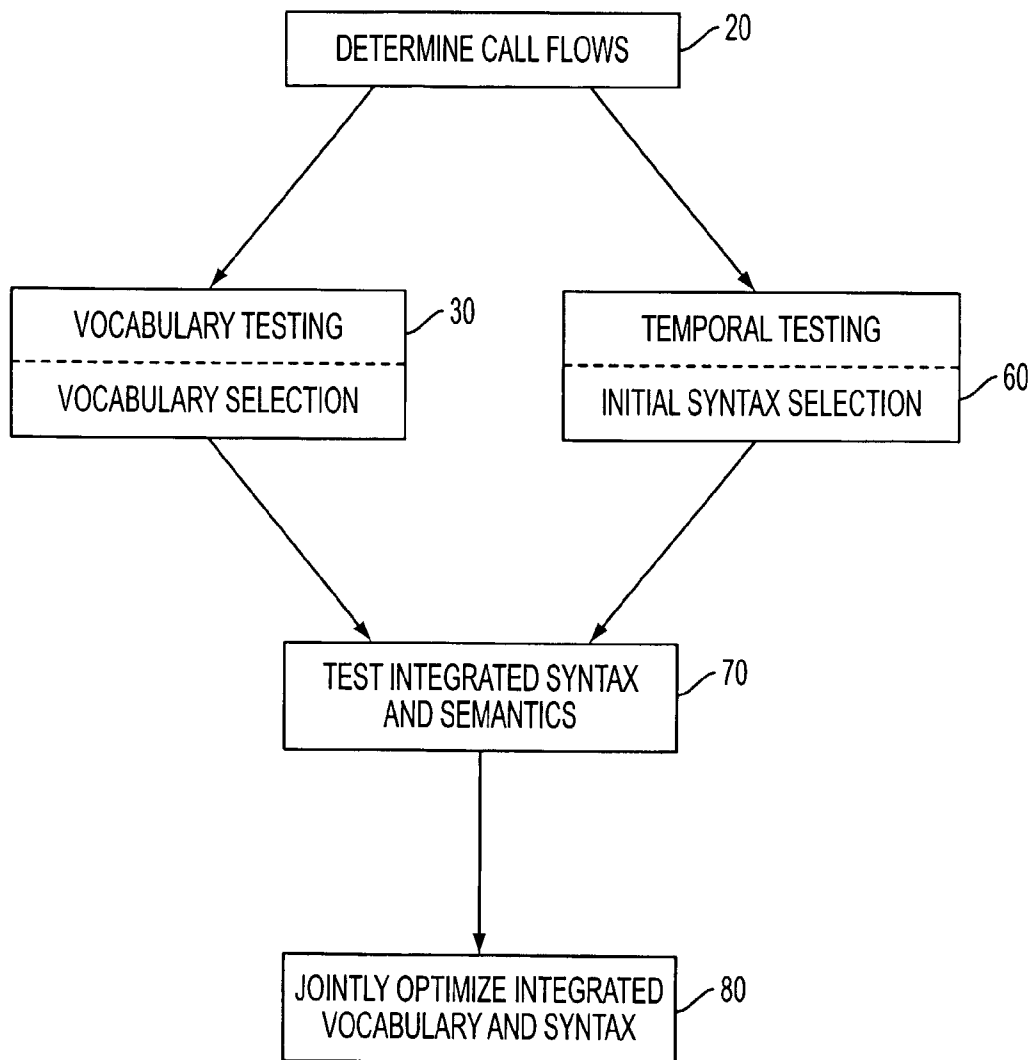 DETERMINE CALL FLOWS
20
VOCABULARY TESTING
VOCABULARY SELECTION
30
TEMPORAL TESTING
INITIAL SYNTAX SELECTION
60
TEST INTEGRATED SYNTAX
AND SEMANTICS
70
JOINTLY OPTIMIZE INTEGRATED
VOCABULARY AND SYNTAX
80